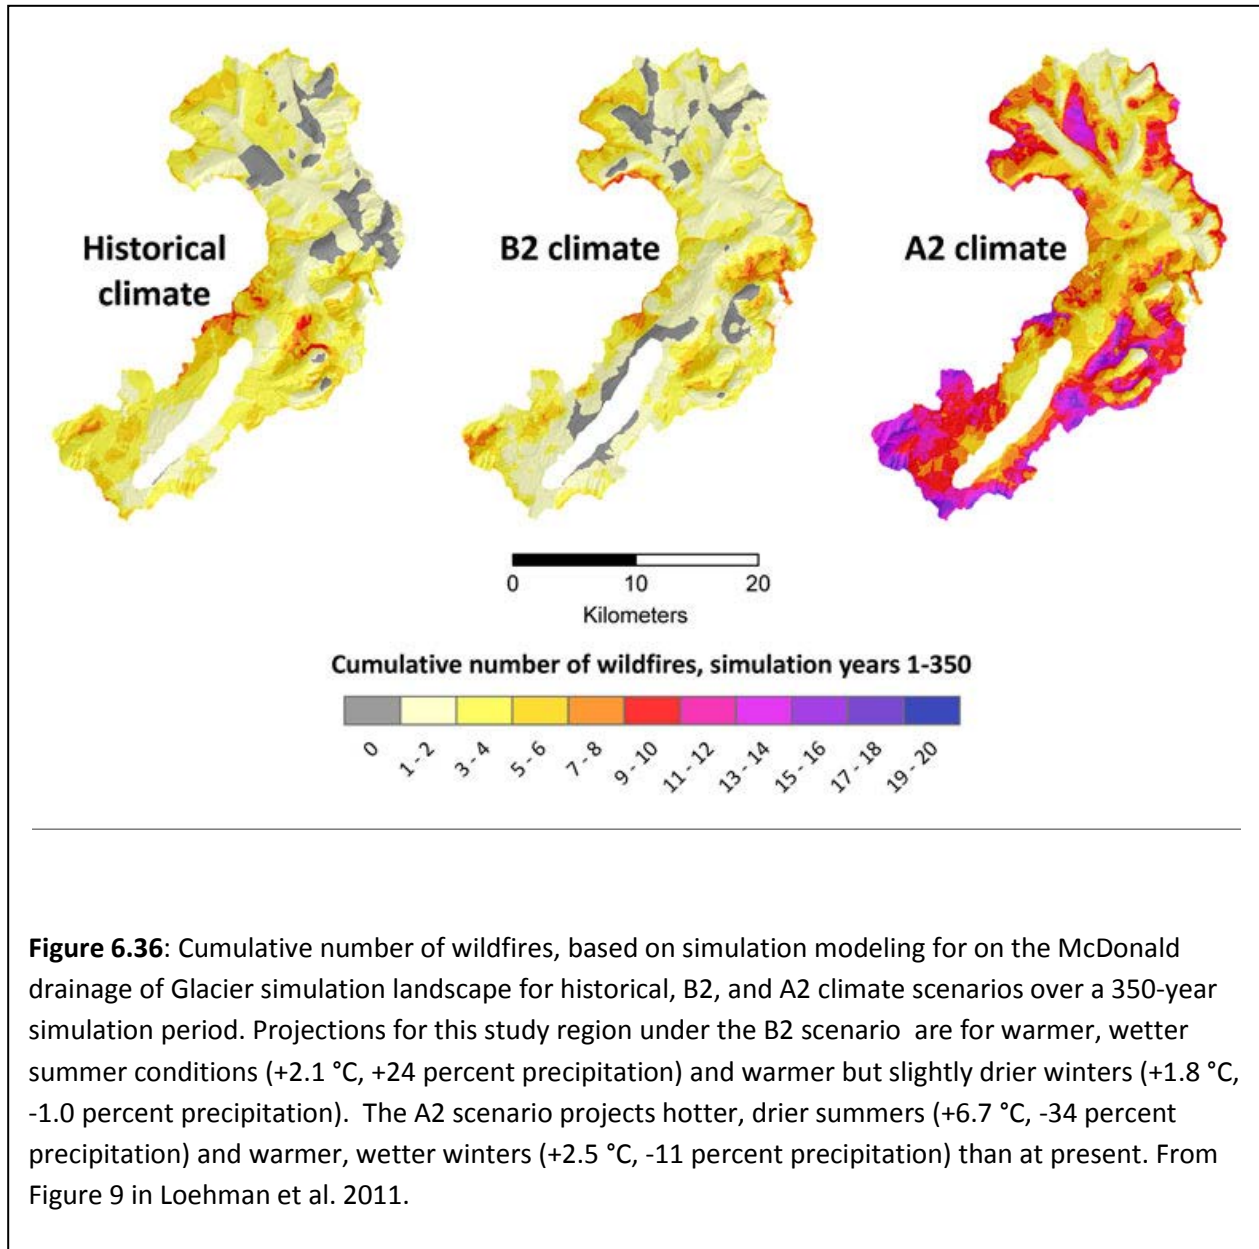 Historical
climate
B2 climate
A2 climate
0 10 20
Kilometers
Cumulative number of wildfires, simulation years 1-350
0
1 - 2
3 - 4
5 - 6
7 - 8
9 - 10
11 - 12
13 - 14
15 - 16
17 - 18
19 - 20
Figure 6.36: Cumulative number of wildfires, based on simulation modeling for on the McDonald
drainage of Glacier simulation landscape for historical, B2, and A2 climate scenarios over a 350-year
simulation period. Projections for this study region under the B2 scenario are for warmer, wetter
summer conditions (+2.1 °C, +24 percent precipitation) and warmer but slightly drier winters (+1.8 °C,
-1.0 percent precipitation). The A2 scenario projects hotter, drier summers (+6.7 °C, -34 percent
precipitation) and warmer, wetter winters (+2.5 °C, -11 percent precipitation) than at present. From
Figure 9 in Loehman et al. 2011.